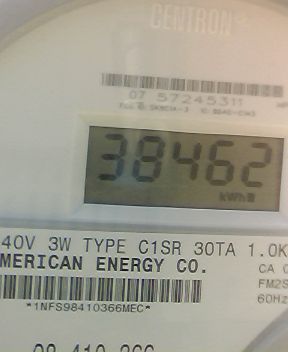 CENTRON
07 57245311
38462
kWh
40V 3W TYPE C1SR 30TA 1.0K
MERICAN ENERGY CO.
CA 0
FM2S
60Hz
*1NFS98410366MEC*